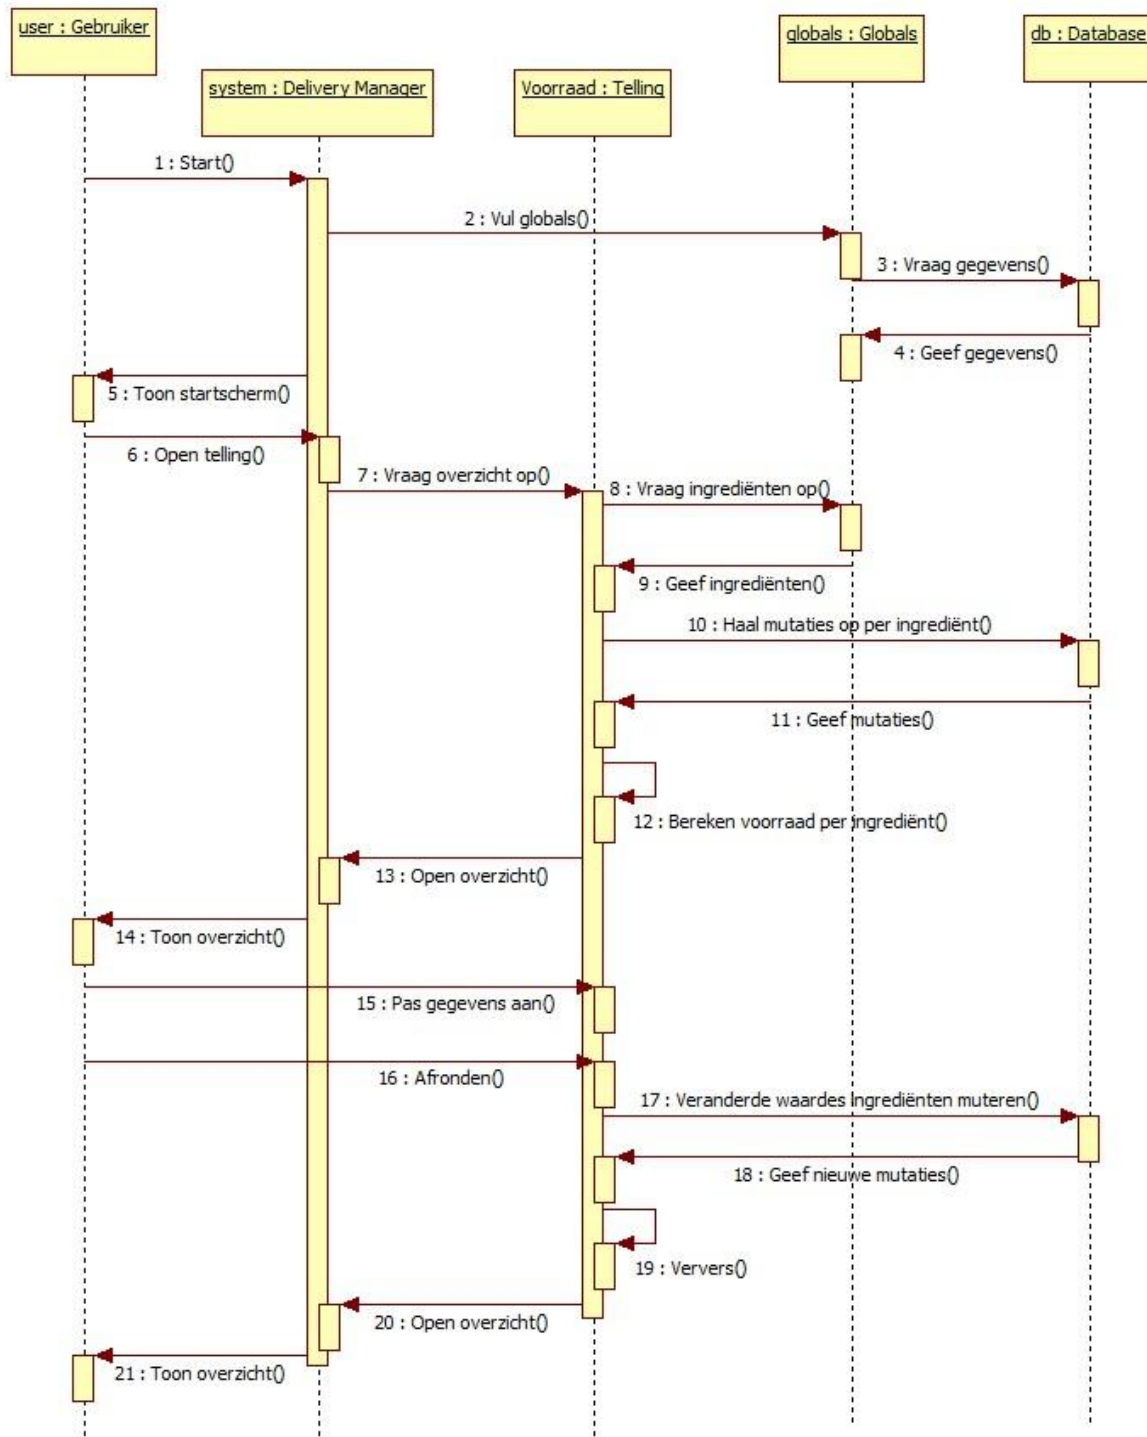 user : Gebruiker
globals : Globals
db : Database
system : Delivery Manager
Voorraad : Telling
1 : Start()
2 : Vul globals()
3 : Vraag gegevens()
4 : Geef gegevens()
5 : Toon startscherm()
6 : Open telling()
7 : Vraag overzicht op()
8 : Vraag ingrediënten op()
9 : Geef ingrediënten()
10 : Haal mutaties op per ingrediënt()
11 : Geef mutaties()
12 : Bereken voorraad per ingrediënt()
13 : Open overzicht()
14 : Toon overzicht()
15 : Pas gegevens aan()
16 : Afronden()
17 : Veranderde waardes ingrediënten muteren()
18 : Geef nieuwe mutaties()
19 : Ververs()
20 : Open overzicht()
21 : Toon overzicht()